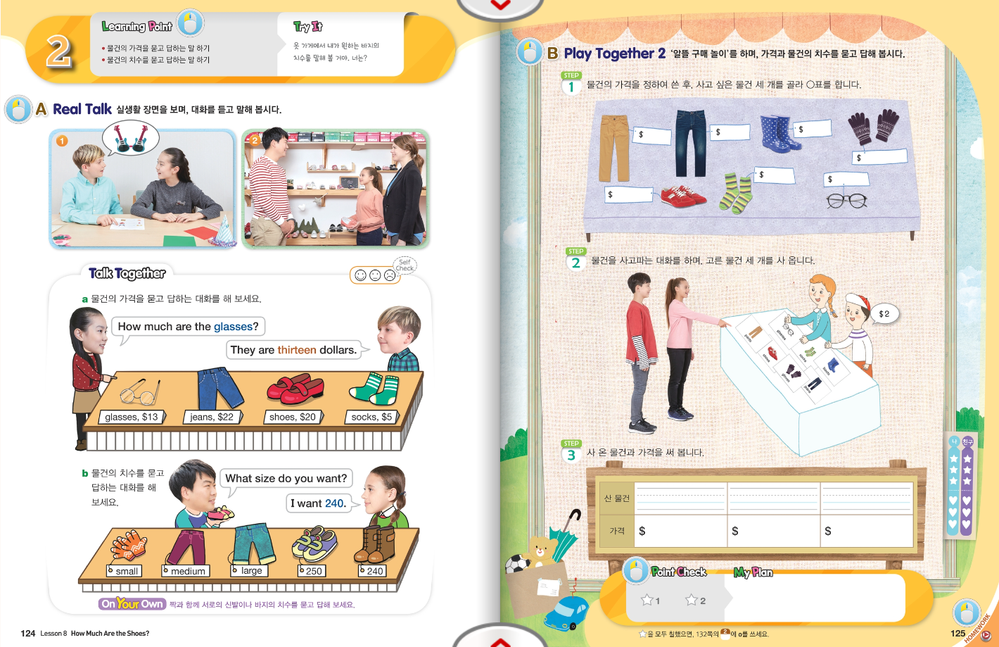 2
Learning Point
• 물건의 가격을 묻고 답하는 말 하기
• 물건의 치수를 묻고 답하는 말 하기
Try It
옷 가게에서 내가 원하는 바지의
치수를 말해 볼 거야. 너는?
A Real Talk 실생활 장면을 보며, 대화를 듣고 말해 봅시다.
1
2
Talk Together
Self
Check
a 물건의 가격을 묻고 답하는 대화를 해 보세요.
How much are the glasses?
They are thirteen dollars.
glasses, $13
jeans, $22
shoes, $20
socks, $5
b 물건의 치수를 묻고
답하는 대화를 해
보세요.
What size do you want?
I want 240.
small
medium
large
250
240
On Your Own 짝과 함께 서로의 신발이나 바지의 치수를 묻고 답해 보세요.
124 Lesson 8 How Much Are the Shoes?
B Play Together 2 '알뜰 구매 놀이'를 하며, 가격과 물건의 치수를 묻고 답해 봅시다.
STEP
1 물건의 가격을 정하여 쓴 후, 사고 싶은 물건 세 개를 골라 ○표를 합니다.
$
$
$
$
$
$
$
STEP
2 물건을 사고파는 대화를 하며, 고른 물건 세 개를 사 옵니다.
$2
pants
glasses
shoes
socks
boots
gloves
jeans
STEP
3 사 온 물건과 가격을 써 봅니다.
산 물건
가격 $ $ $
나 친구
Point Check
My Plan
☆1 ☆2
☆을 모두 칠했으면, 132쪽의 2에 o를 쓰세요.
125
HOMEWORK